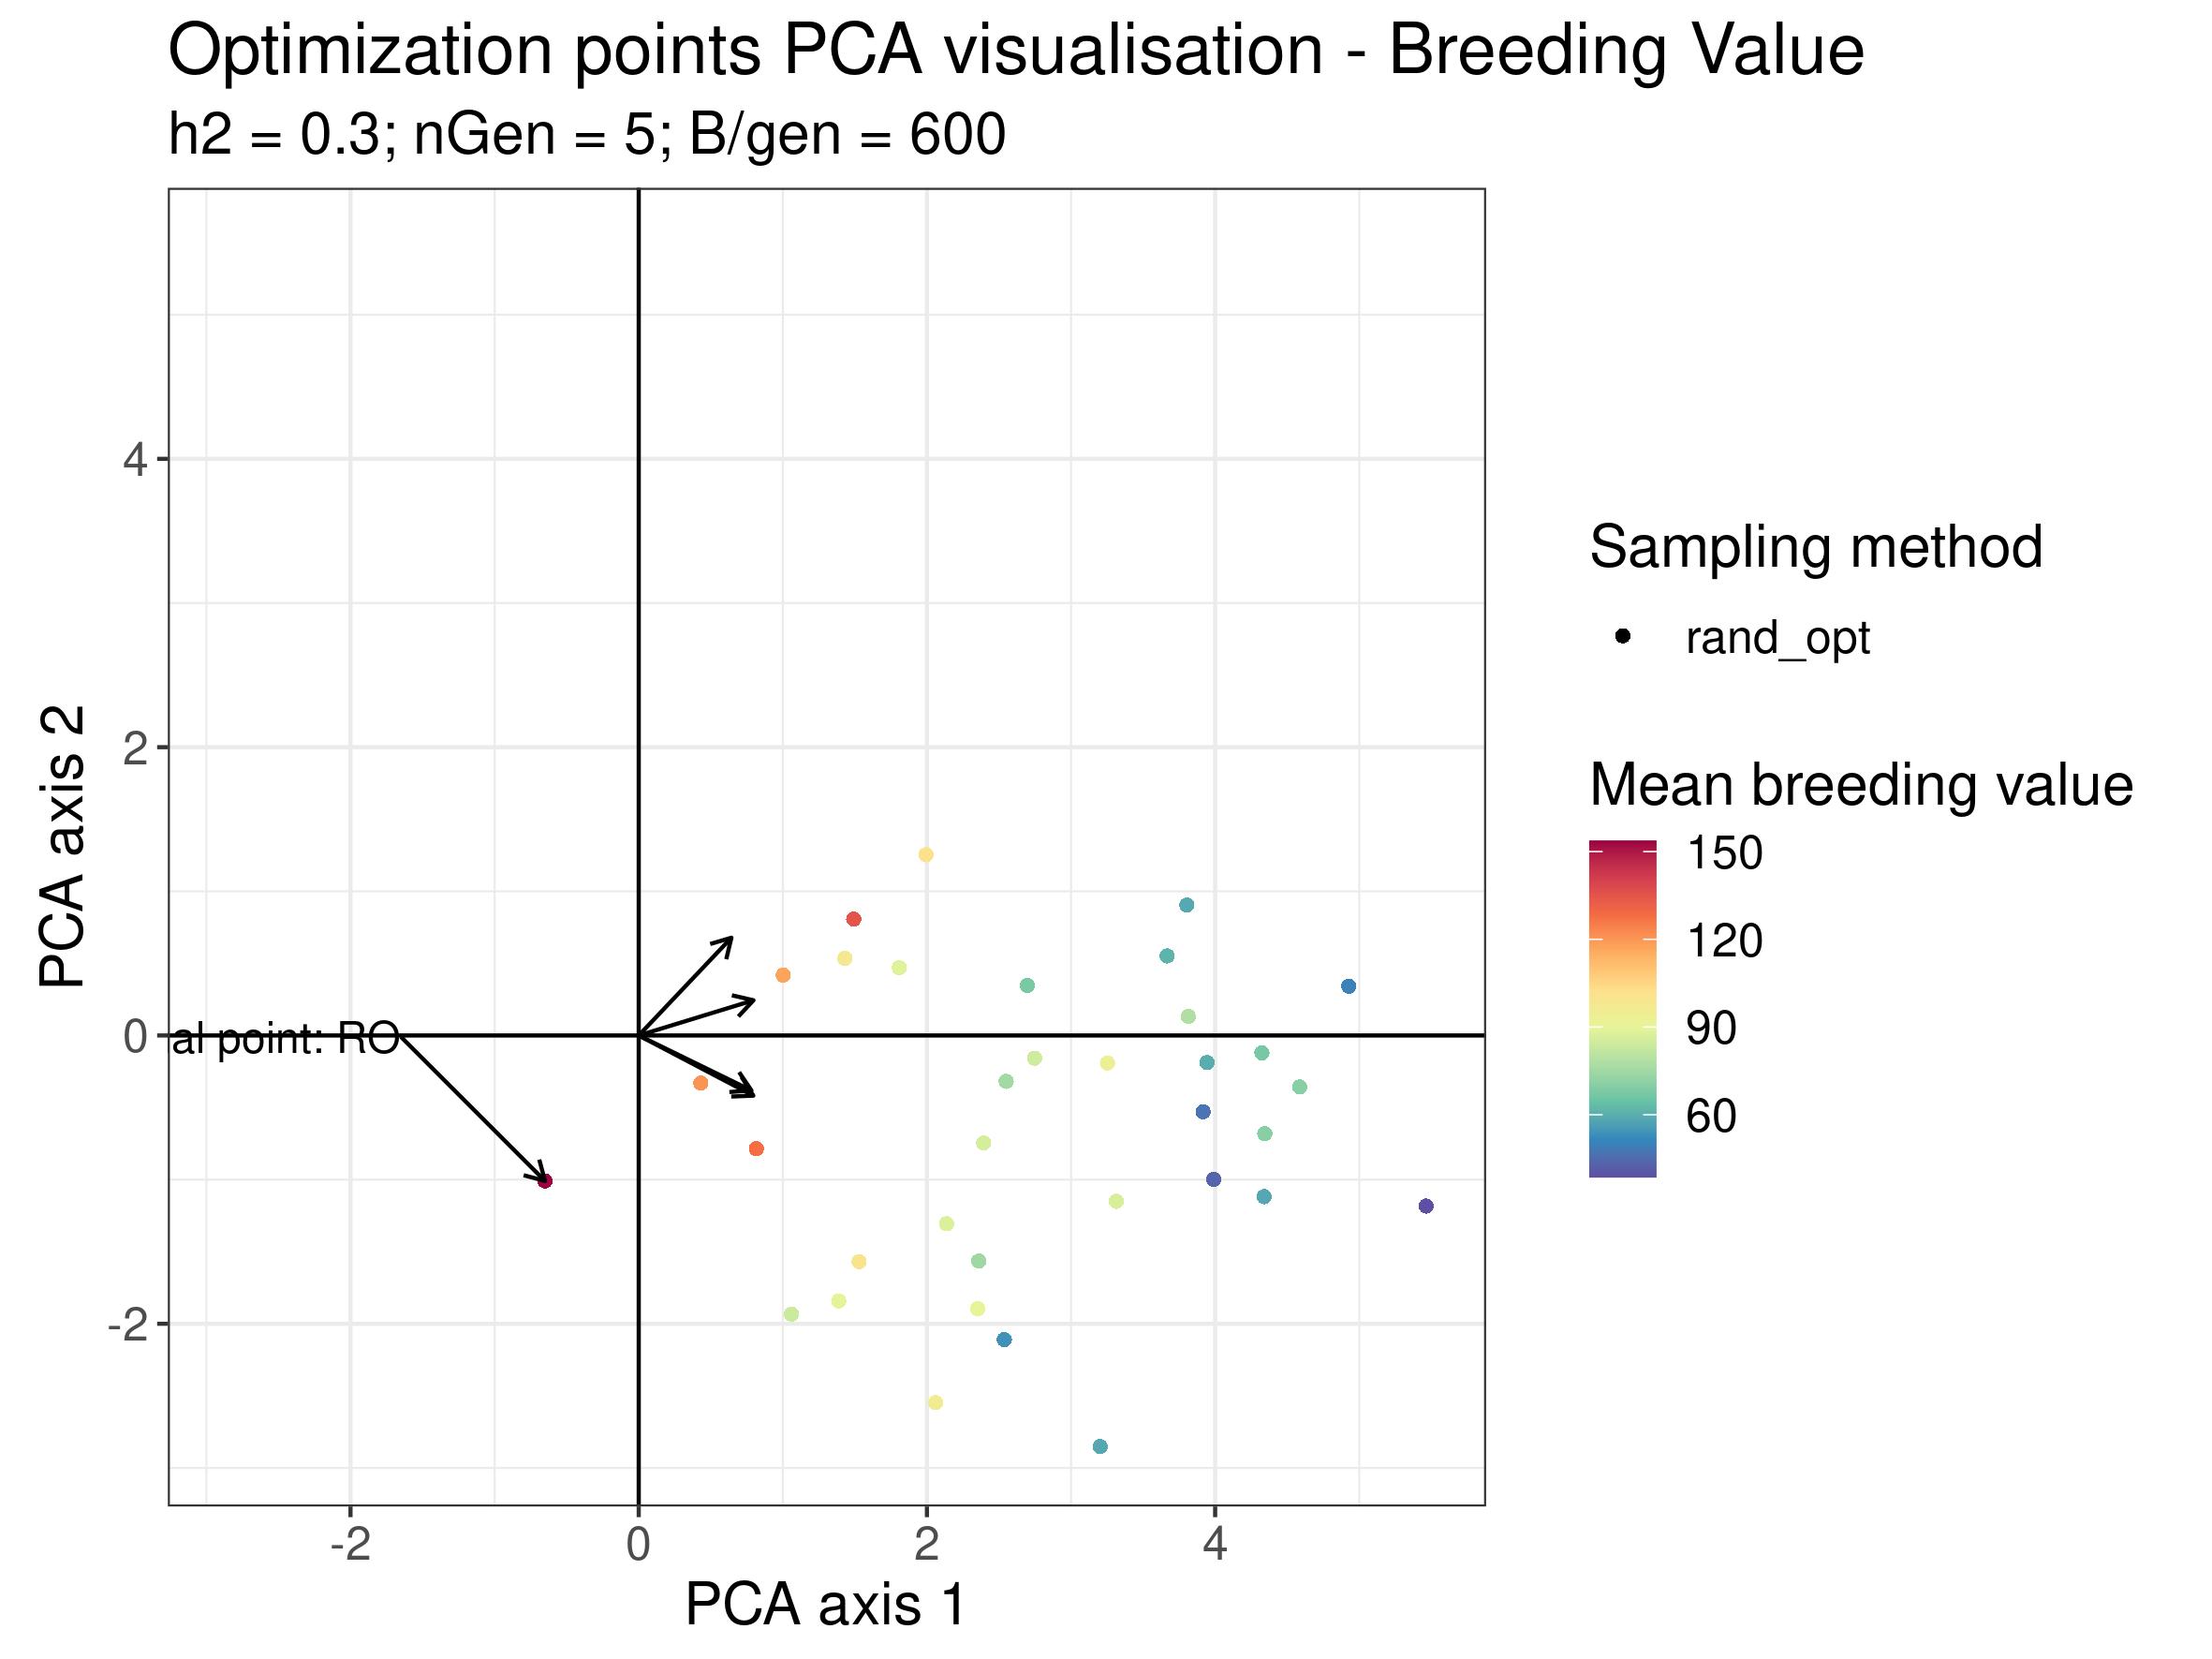 Optimization points PCA visualisation - Breeding Value
h2 = 0.3; nGen = 5; B/gen = 600
PCA axis 2
4
2
0
-2
al point: RO
-2
0
2
4
PCA axis 1
Sampling method
rand_opt
Mean breeding value
150
120
90
60